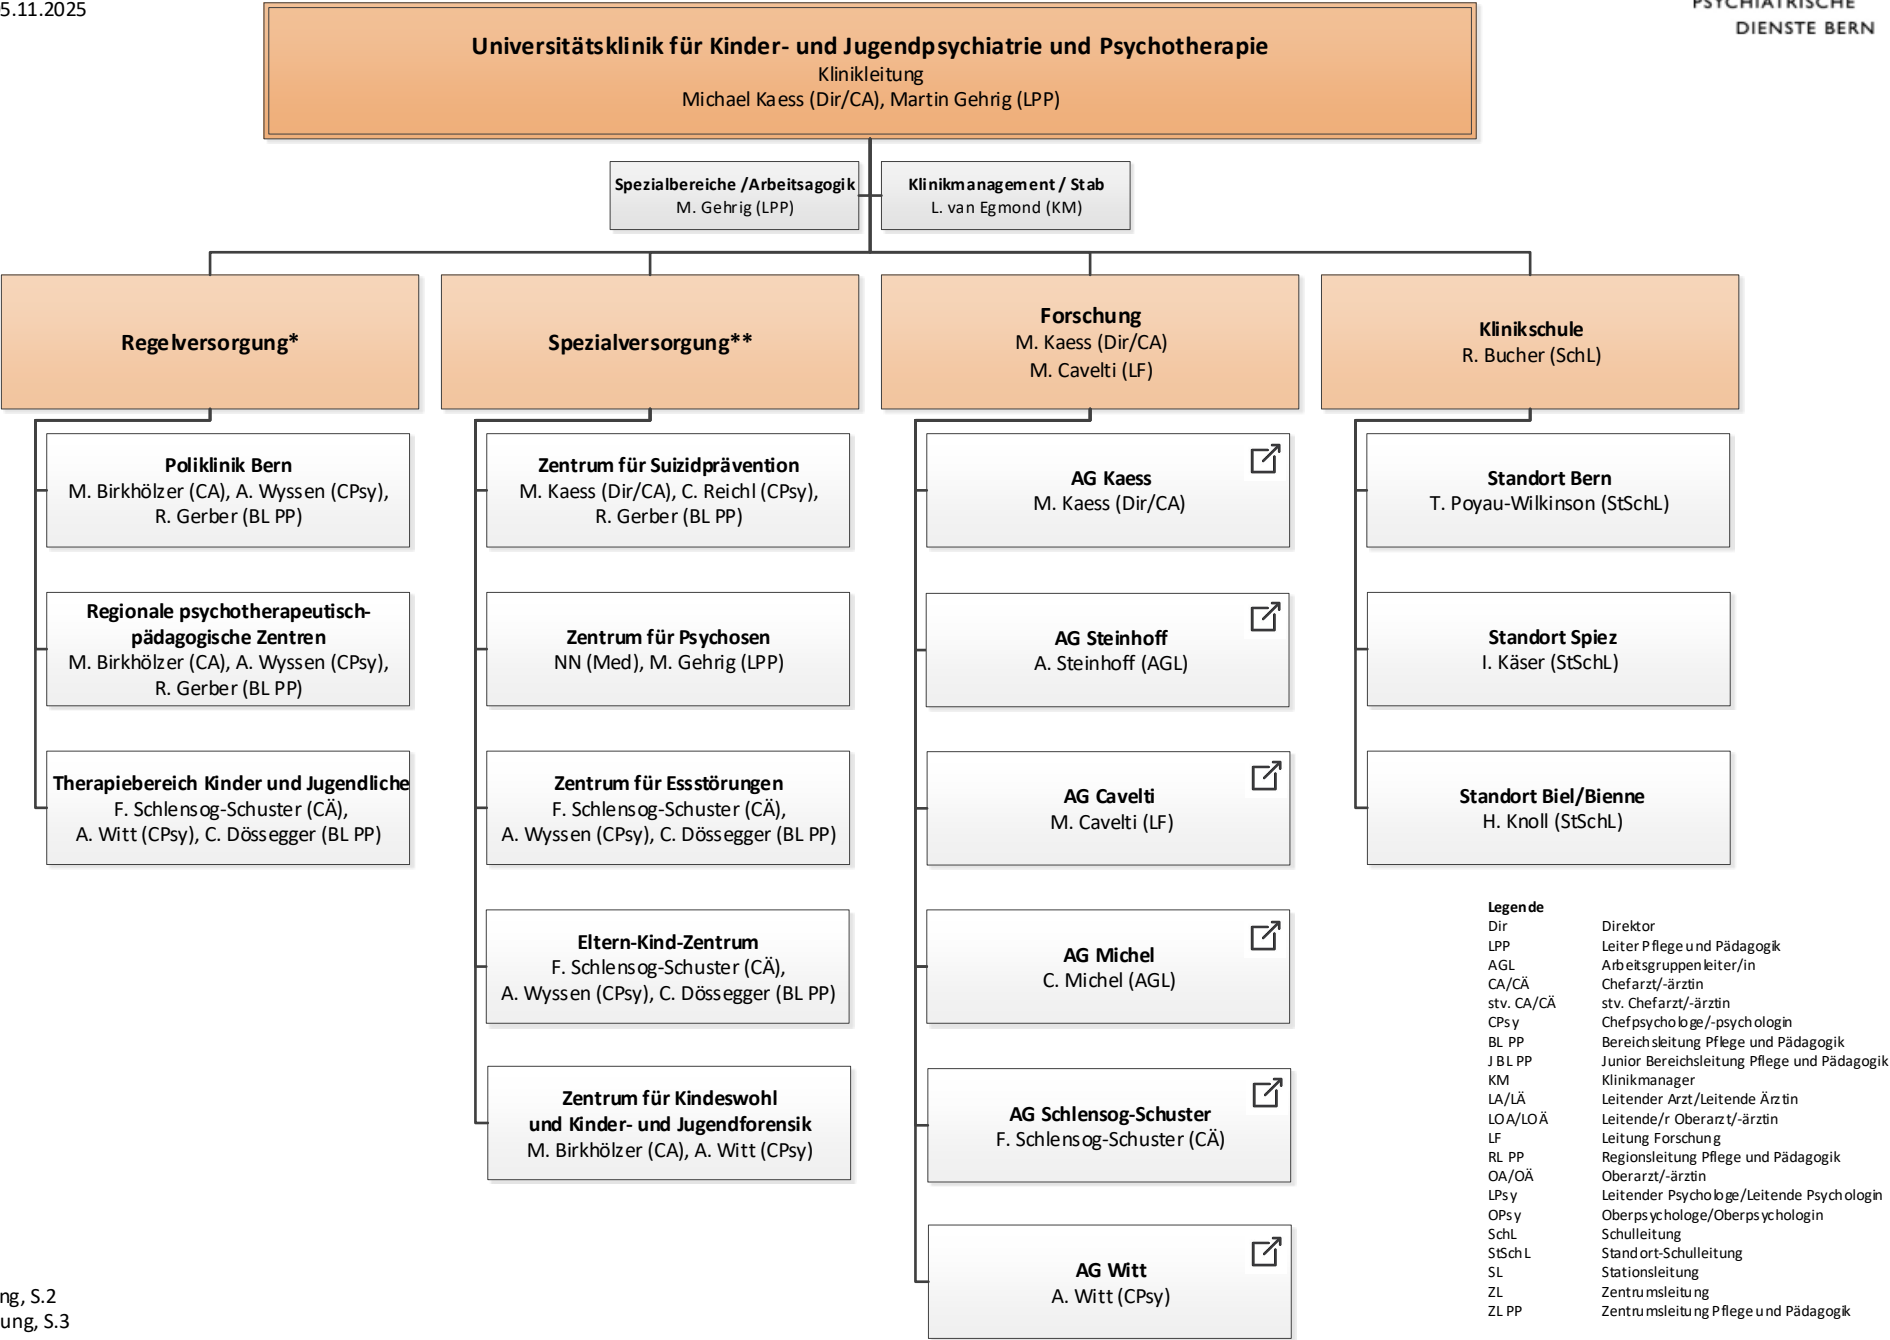 5.11.2025
PSYCHIATRISCHE
DIENSTE BERN
Universitätsklinik für Kinder- und Jugendpsychiatrie und Psychotherapie
Klinikleitung
Michael Kaess (Dir/CA), Martin Gehrig (LPP)
Spezialbereiche /Arbeitsagogik
M. Gehrig (LPP)
Klinikmanagement / Stab
L. van Egmond (KM)
Regelversorgung*
Poliklinik Bern
M. Birkhölzer (CA), A. Wyssen (CPsy),
R. Gerber (BL PP)
Regionale psychotherapeutisch-
pädagogische Zentren
M. Birkhölzer (CA), A. Wyssen (CPsy),
R. Gerber (BL PP)
Therapiebereich Kinder und Jugendliche
F. Schlensog-Schuster (CÄ),
A. Witt (CPsy), C. Dössegger (BL PP)
Spezialversorgung**
Zentrum für Suizidprävention
M. Kaess (Dir/CA), C. Reichl (CPsy),
R. Gerber (BL PP)
Zentrum für Psychosen
NN (Med), M. Gehrig (LPP)
Zentrum für Essstörungen
F. Schlensog-Schuster (CÄ),
A. Wyssen (CPsy), C. Dössegger (BL PP)
Eltern-Kind-Zentrum
F. Schlensog-Schuster (CÄ),
A. Wyssen (CPsy), C. Dössegger (BL PP)
Zentrum für Kindeswohl
und Kinder- und Jugendforensik
M. Birkhölzer (CA), A. Witt (CPsy)
Forschung
M. Kaess (Dir/CA)
M. Cavelti (LF)
AG Kaess
M. Kaess (Dir/CA)
AG Steinhoff
A. Steinhoff (AGL)
AG Cavelti
M. Cavelti (LF)
AG Michel
C. Michel (AGL)
AG Schlensog-Schuster
F. Schlensog-Schuster (CÄ)
AG Witt
A. Witt (CPsy)
Klinikschule
R. Bucher (SchL)
Standort Bern
T. Poyau-Wilkinson (StSchL)
Standort Spiez
I. Käser (StSchL)
Standort Biel/Bienne
H. Knoll (StSchL)
Legende
Dir Direktor
LPP Leiter Pflege und Pädagogik
AGL Arbeitsgruppenleiter/in
CA/CÄ Chefarzt/-ärztin
stv. CA/CÄ stv. Chefarzt/-ärztin
CPsy Chefpsychologe/-psychologin
BL PP Bereichsleitung Pflege und Pädagogik
J BL PP Junior Bereichsleitung Pflege und Pädagogik
KM Klinikmanager
LA/LÄ Leitender Arzt/Leitende Ärztin
LOA/LOÄ Leitende/r Oberarzt/-ärztin
LF Leitung Forschung
RL PP Regionsleitung Pflege und Pädagogik
OA/OÄ Oberarzt/-ärztin
LPsy Leitender Psychologe/Leitende Psychologin
OPsy Oberpsychologe/Oberpsychologin
SchL Schulleitung
StSchL Standort-Schulleitung
SL Stationsleitung
ZL Zentrumsleitung
ZL PP Zentrumsleitung Pflege und Pädagogik
ng, S.2
ung, S.3